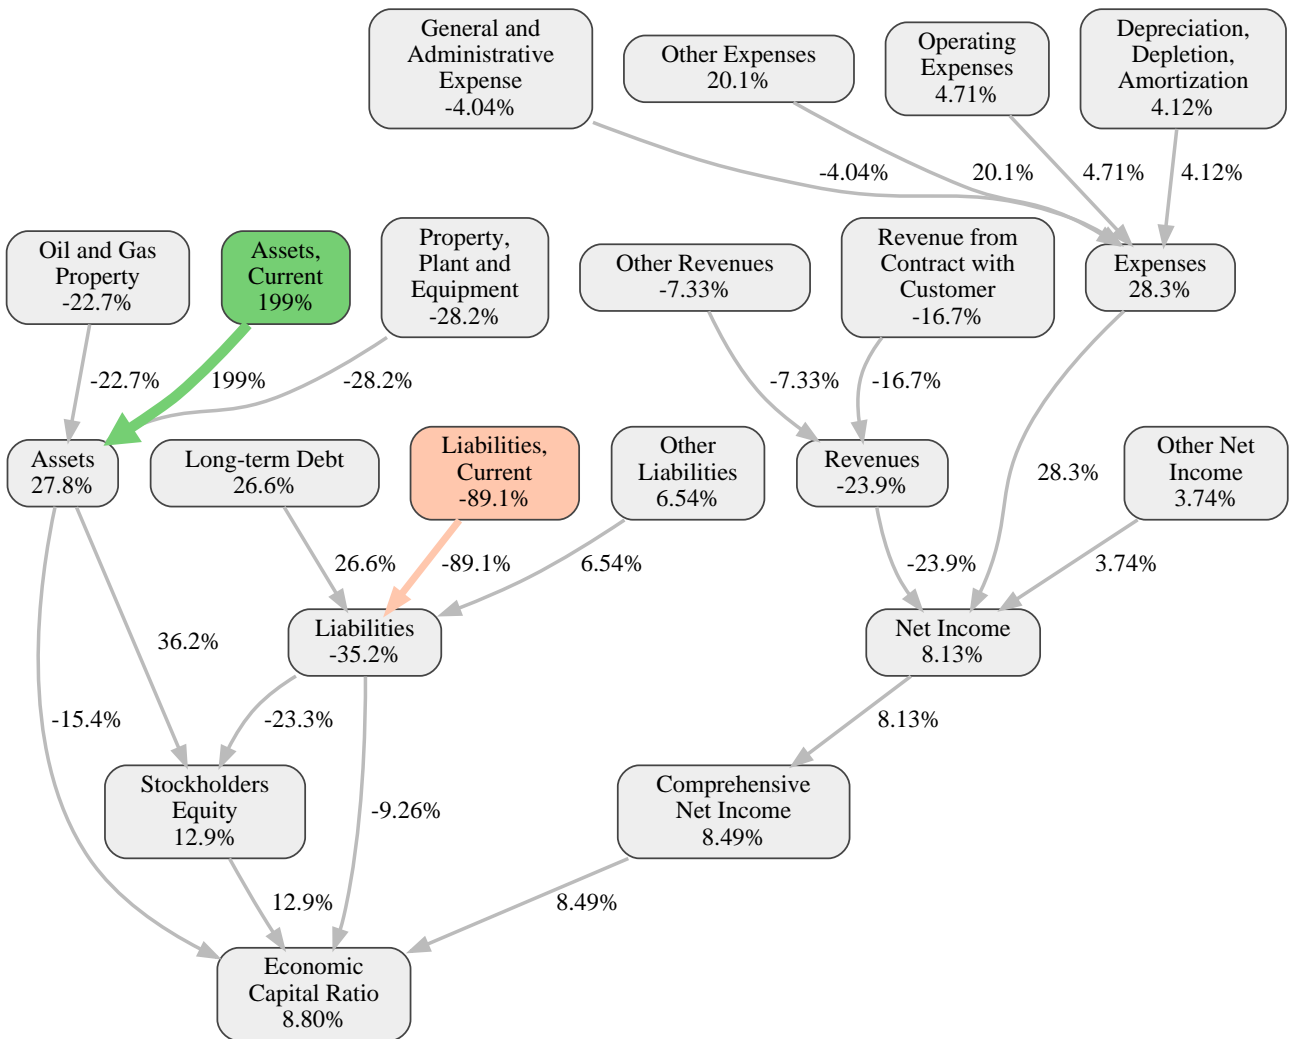 General and
Administrative
Expense
-4.04%
Other Expenses
20.1%
Operating
Expenses
4.71%
Depreciation,
Depletion,
Amortization
4.12%
-4.04%
20.1%
4.71%
4.12%
Oil and Gas
Property
-22.7%
Assets,
Current
199%
Property,
Plant and
Equipment
-28.2%
Other Revenues
-7.33%
Revenue from
Contract with
Customer
-16.7%
Expenses
28.3%
-22.7%
199%
-28.2%
-7.33%
-16.7%
Assets
27.8%
Long-term Debt
26.6%
Liabilities,
Current
-89.1%
Other
Liabilities
6.54%
Revenues
-23.9%
28.3%
Other Net
Income
3.74%
26.6%
-89.1%
6.54%
-23.9%
3.74%
36.2%
Liabilities
-35.2%
Net Income
8.13%
-15.4%
-23.3%
8.13%
Stockholders
Equity
12.9%
-9.26%
Comprehensive
Net Income
8.49%
12.9%
8.49%
Economic
Capital Ratio
8.80%